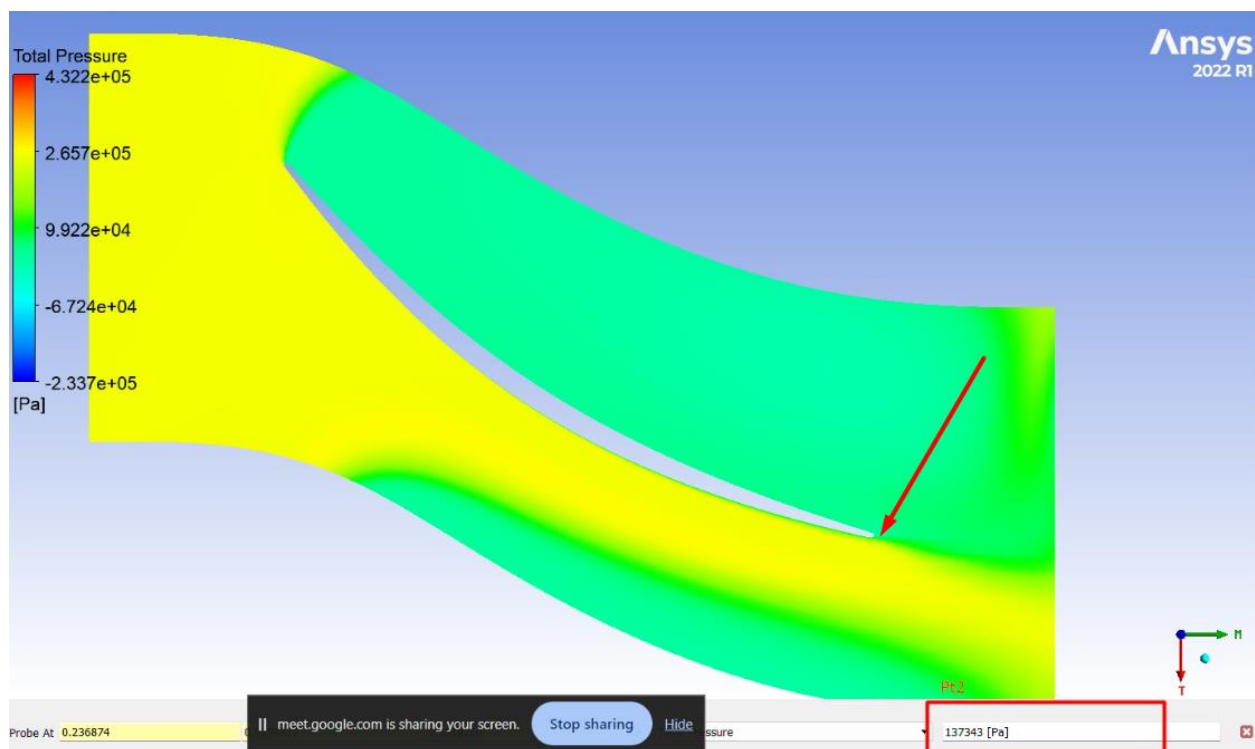 Total Pressure
4.322e+05
2.657e+05
9.922e+04
-6.724e+04
-2.337e+05
[Pa]
Ansys
2022 R1
M
T
Pt2
Probe At 0.236874
meet.google.com is sharing your screen. Stop sharing Hide
ssure
137343 [Pa]